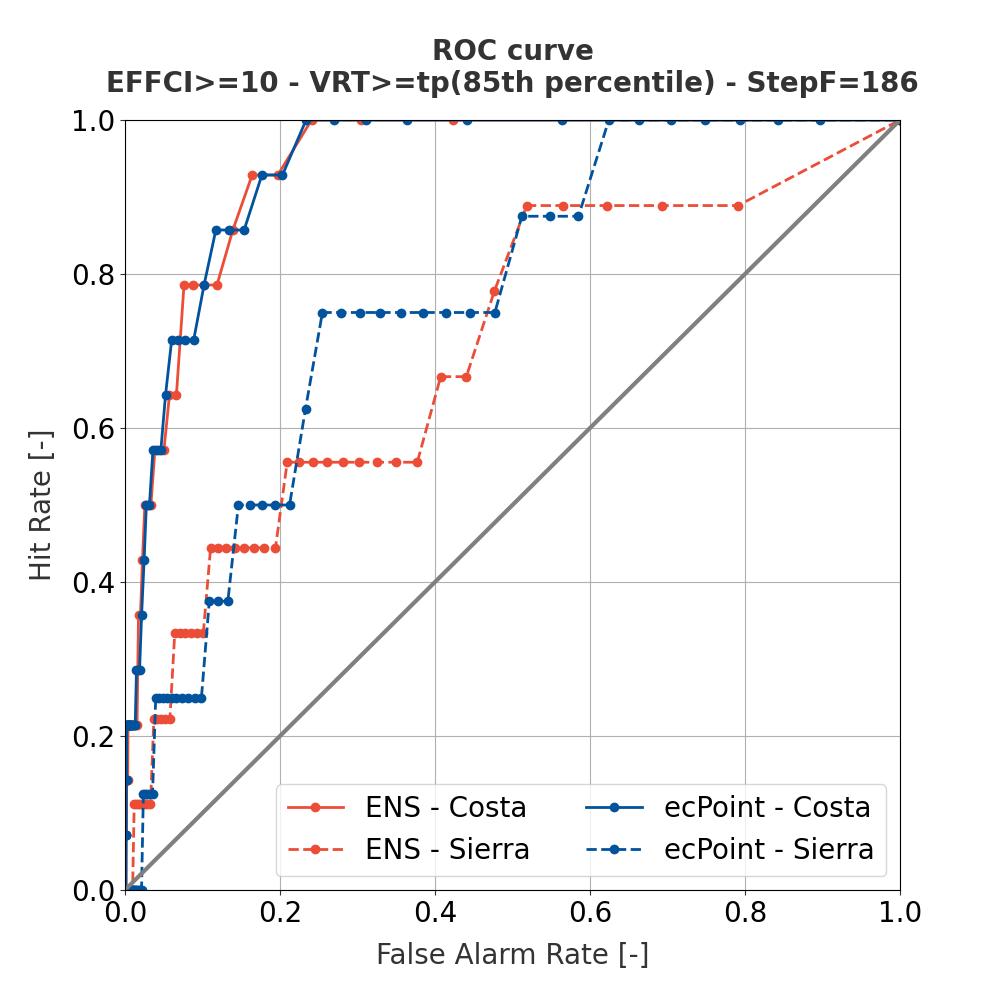 ROC curve
EFFCI>=10 - VRT>=tp(85th percentile) - StepF=186
1.0
0.8
0.6
0.4
0.2
0.0
Hit Rate [-]
ENS - Costa
ENS - Sierra
ecPoint - Costa
ecPoint - Sierra
0.0 0.2 0.4 0.6 0.8 1.0
False Alarm Rate [-]